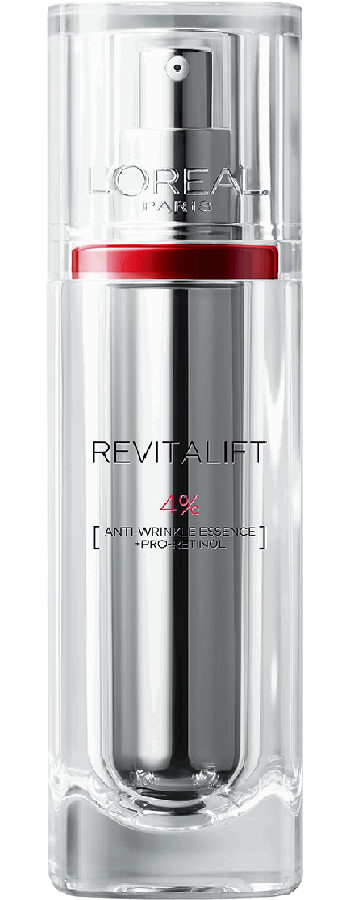 L'ORÉAL
PARIS
REVITALIFT
4%
[ ANTI-WRINKLE ESSENCE
+PRO-RETINOL ]